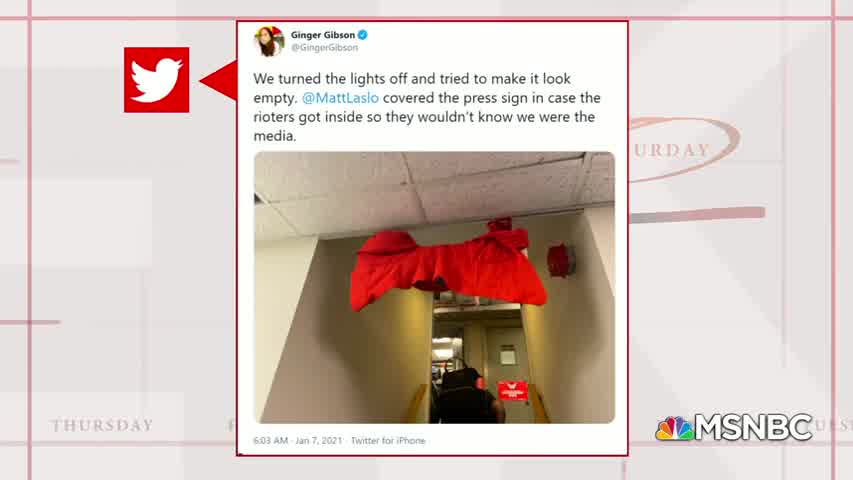 Ginger Gibson
@GingerGibson
We turned the lights off and tried to make it look
empty. @MattLaslo covered the press sign in case the
rioters got inside so they wouldn't know we were the
media.
URDAY
THURSDAY
F
UES
6:03 AM · Jan 7, 2021 · Twitter for iPhone
MSNBC